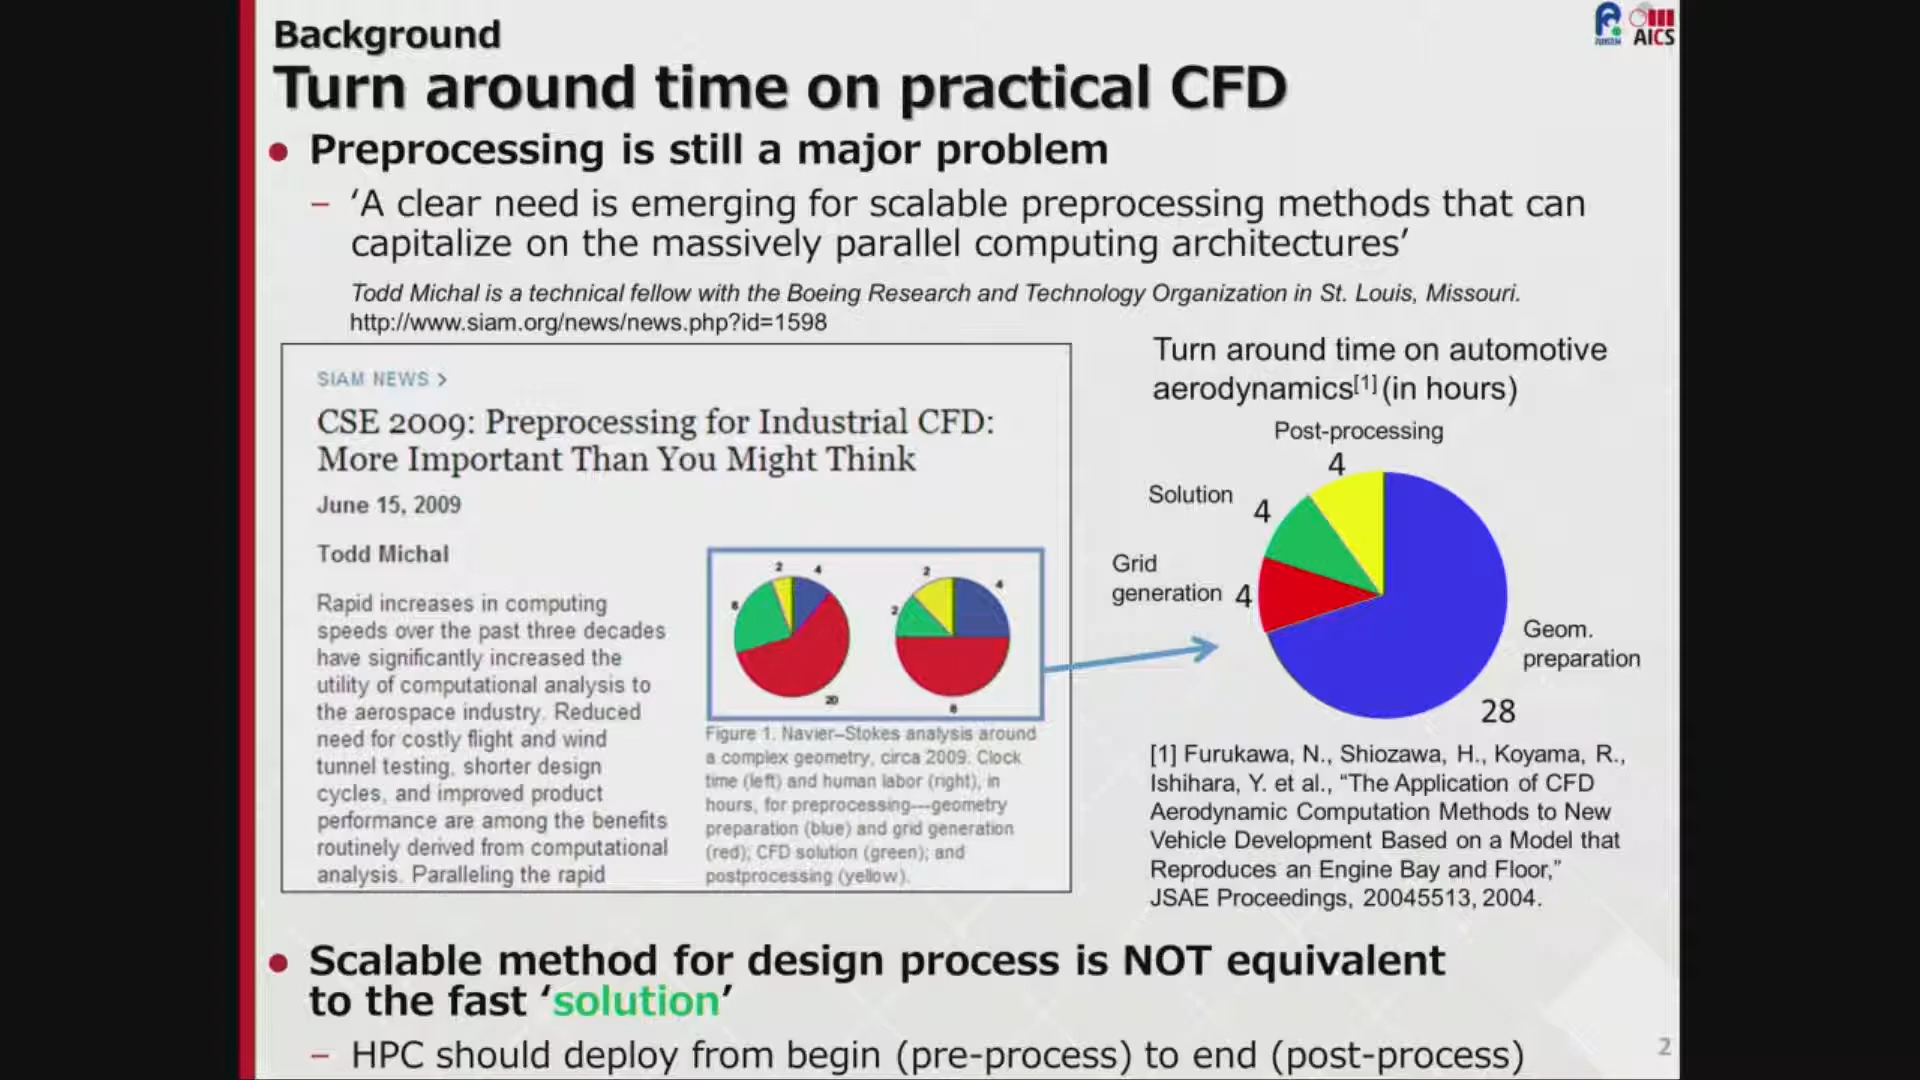 Background
Turn around time on practical CFD
AICS
● Preprocessing is still a major problem
– ‘A clear need is emerging for scalable preprocessing methods that can
capitalize on the massively parallel computing architectures’
Todd Michal is a technical fellow with the Boeing Research and Technology Organization in St. Louis, Missouri.
http://www.siam.org/news/news.php?id=1598
SIAM NEWS >
CSE 2009: Preprocessing for Industrial CFD:
More Important Than You Might Think
June 15, 2009
Todd Michal
Rapid increases in computing
speeds over the past three decades
have significantly increased the
utility of computational analysis to
the aerospace industry. Reduced
need for costly flight and wind
tunnel testing, shorter design
cycles, and improved product
performance are among the benefits
routinely derived from computational
analysis. Paralleling the rapid
2 4
20
2 4
2
Figure 1. Navier–Stokes analysis around
a complex geometry, circa 2009. Clock
time (left) and human labor (right), in
hours, for preprocessing---geometry
preparation (blue) and grid generation
(red); CFD solution (green); and
postprocessing (yellow).
Turn around time on automotive
aerodynamics[1] (in hours)
Post-processing
4
Solution
4
Grid
generation 4
Geom.
preparation
28
[1] Furukawa, N., Shiozawa, H., Koyama, R.,
Ishihara, Y. et al., “The Application of CFD
Aerodynamic Computation Methods to New
Vehicle Development Based on a Model that
Reproduces an Engine Bay and Floor,”
JSAE Proceedings, 20045513, 2004.
● Scalable method for design process is NOT equivalent
to the fast ‘solution’
– HPC should deploy from begin (pre-process) to end (post-process)
2